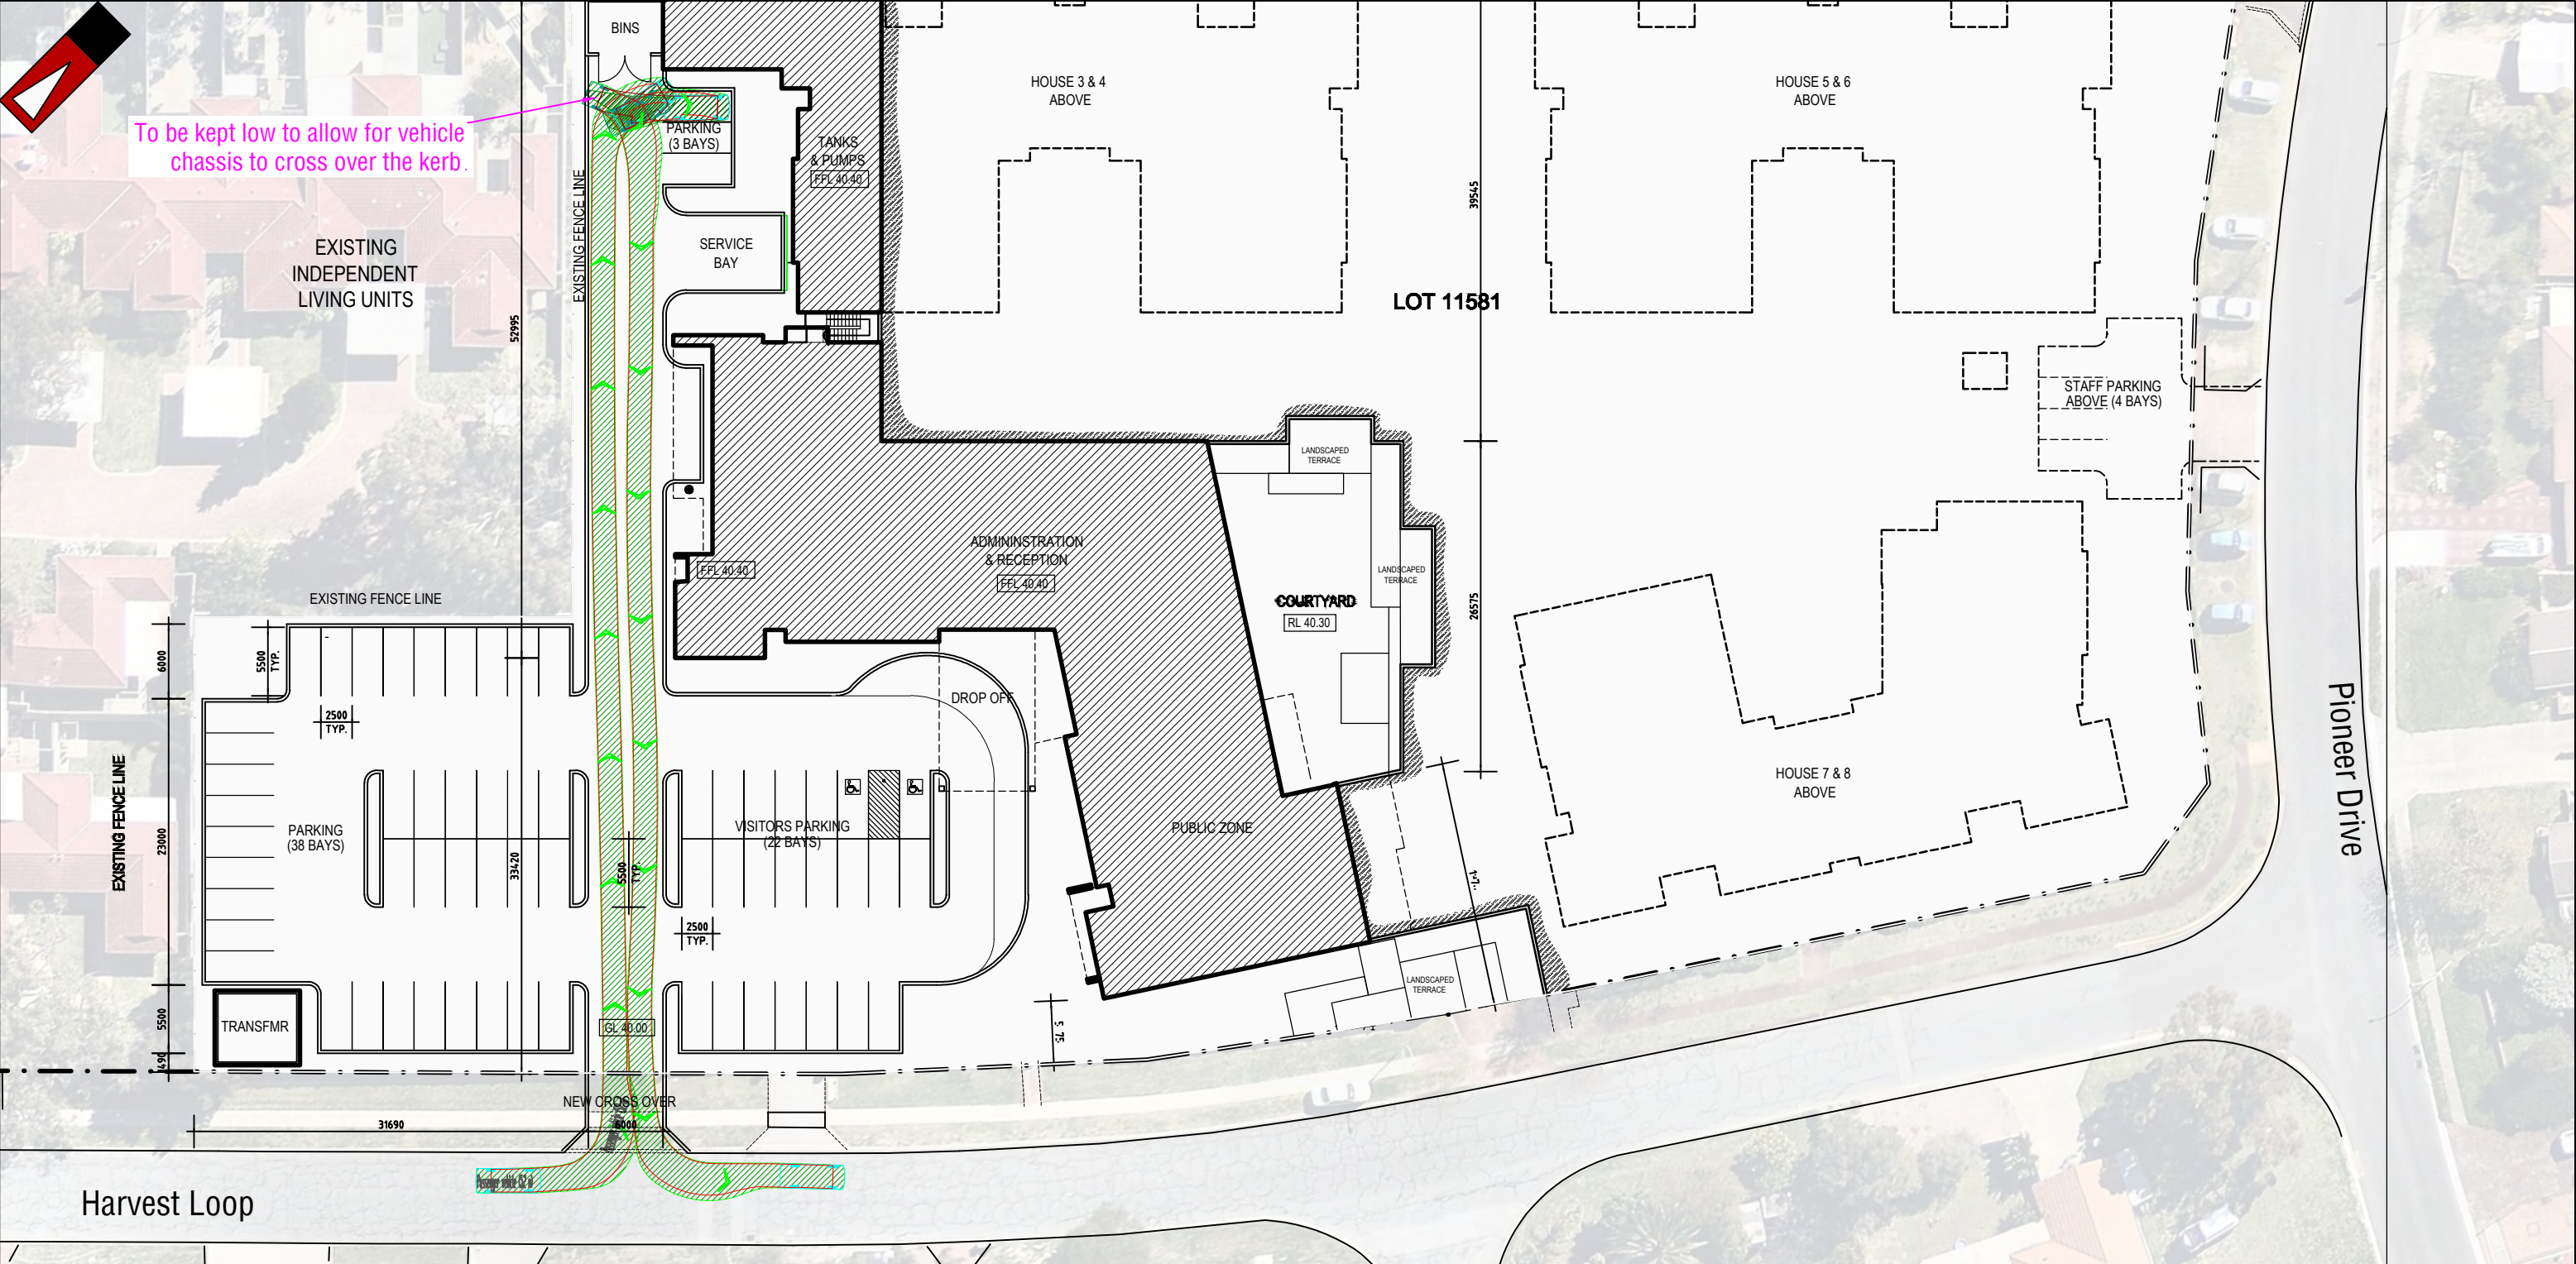 BINS
HOUSE 3 & 4
ABOVE
HOUSE 5 & 6
ABOVE
To be kept low to allow for vehicle
chassis to cross over the kerb.
PARKING
(3 BAYS)
TANKS
& PUMPS
FFL 40.40
EXISTING FENCE LINE
39545
EXISTING
INDEPENDENT
LIVING UNITS
SERVICE
BAY
LOT 11581
52995
STAFF PARKING
ABOVE (4 BAYS)
LANDSCAPED
TERRACE
ADMININSTRATION
& RECEPTION
FFL 40.40
FFL 40.40
LANDSCAPED
TERRACE
COURTYARD
RL 40.30
26575
EXISTING FENCE LINE
6000
5500
TYP.
DROP OFF
2500
TYP.
Pioneer Drive
HOUSE 7 & 8
ABOVE
EXISTING FENCE LINE
23000
PARKING
(38 BAYS)
33420
5500
TYP.
VISITORS PARKING
(22 BAYS)
PUBLIC ZONE
2500
TYP.
LANDSCAPED
TERRACE
5500
TRANSFMR
GL 40.00
490
NEW CROSS OVER
31690
6000
Harvest Loop